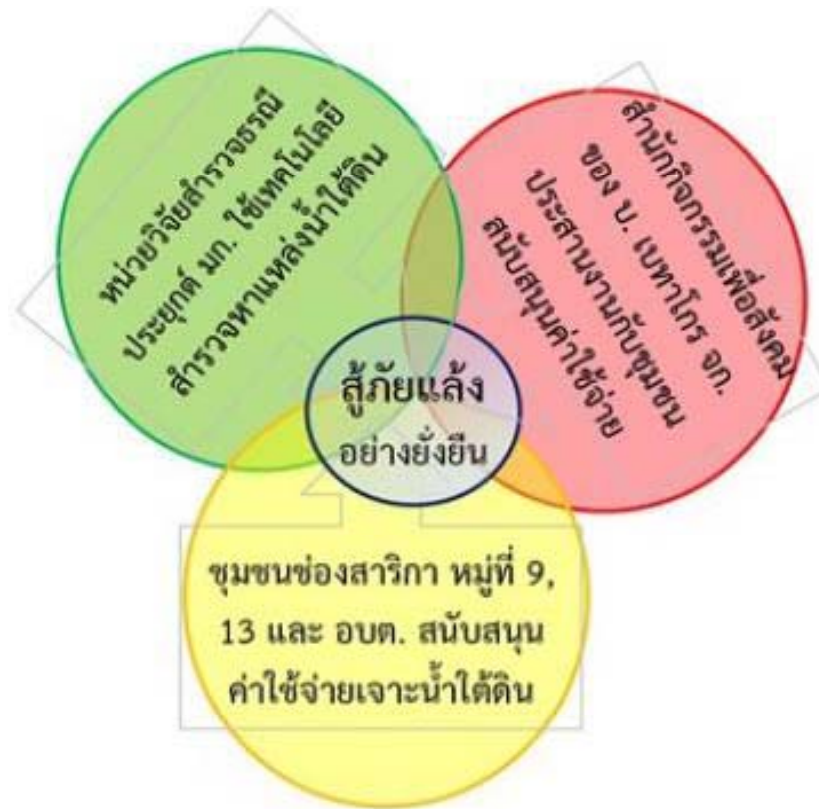 หน่วยวิจัยสำรวจธรณี
ประยุกต์ มก. ใช้เทคโนโลยี
สำรวจหาแหล่งน้ำใต้ดิน
สำนักกิจกรรมเพื่อสังคม
ของ บ. เบทาโกร จก.
ประสานงานกับชุมชน
สนับสนุนค่าใช้จ่าย
สู้ภัยแล้ง
อย่างยั่งยืน
ชุมชนช่องสาริกา หมู่ที่ 9,
13 และ อบต. สนับสนุน
ค่าใช้จ่ายเจาะน้ำใต้ดิน